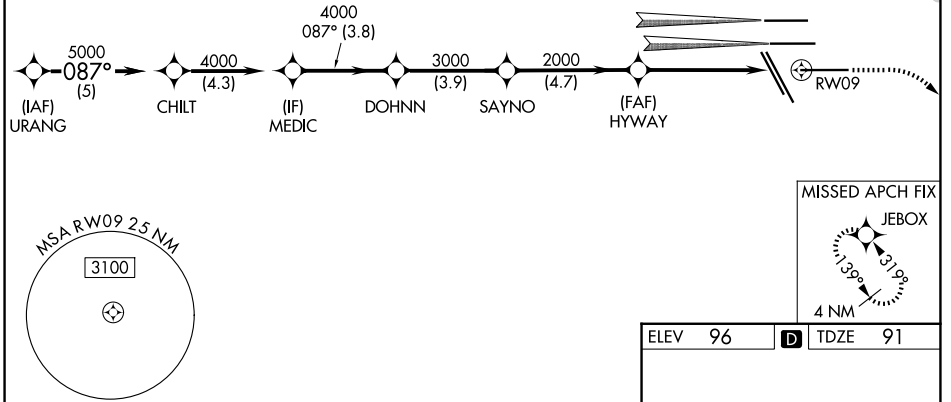 4000
087° (3.8)
5000
087°
(5)
4000
(4.3)
3000
(3.9)
2000
(4.7)
(IAF)
URANG
CHILT
(IF)
MEDIC
DOHNN
SAYNO
(FAF)
HYWAY
RW09
MISSED APCH FIX
JEBOX
139°
319°
4 NM
MSA RW09 25 NM
3100
ELEV 96 D TDZE 91